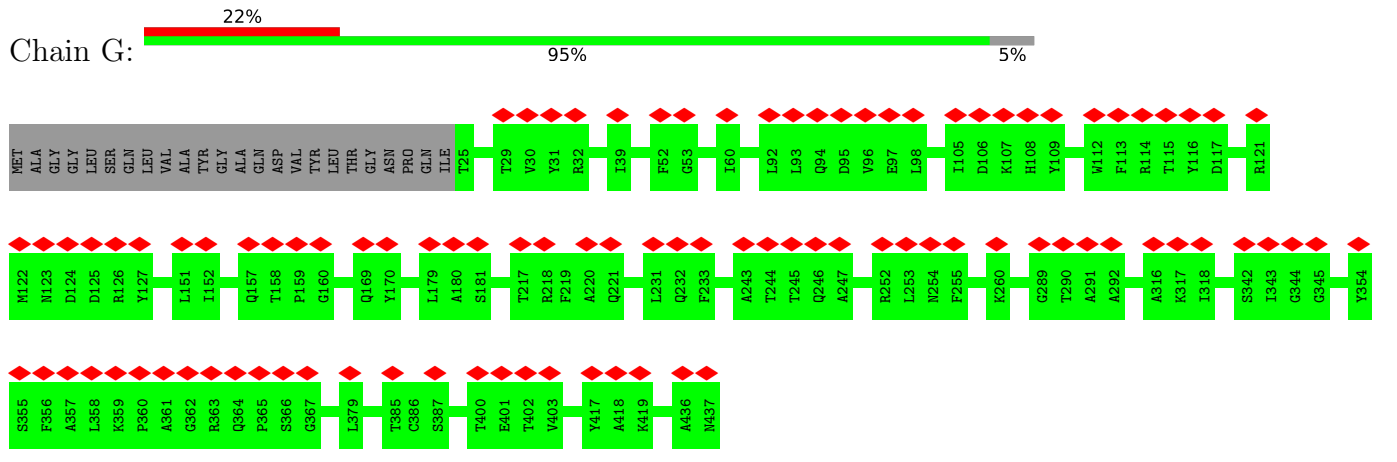 22%
Chain G:
95% 5%
MET ALA GLY GLY LEU SER GLN LEU VAL ALA TYR GLY ALA GLN ASP VAL TYR LEU THR GLY ASN PRO GLN ILE T25 T29 V30 Y31 R32 I39 F52 G53 I60 L92 L93 Q94 D95 V96 E97 L98 I105 D106 K107 H108 Y109 W112 F113 R114 T115 Y116 D117 R121
M122 N123 D124 D125 R126 Y127 L151 I152 Q157 T158 P159 G160 Q169 Y170 L179 A180 S181 T217 R218 F219 A220 Q221 L231 Q232 F233 A243 T244 T245 Q246 A247 R252 L253 N254 F255 K260 G289 T290 A291 A292 A316 K317 I318 S342 I343 G344 G345 Y354
S355 F356 A357 L358 K359 P360 A361 G362 R363 Q364 P365 S366 G367 L379 T385 C386 S387 T400 E401 T402 V403 Y417 A418 K419 A436 N437